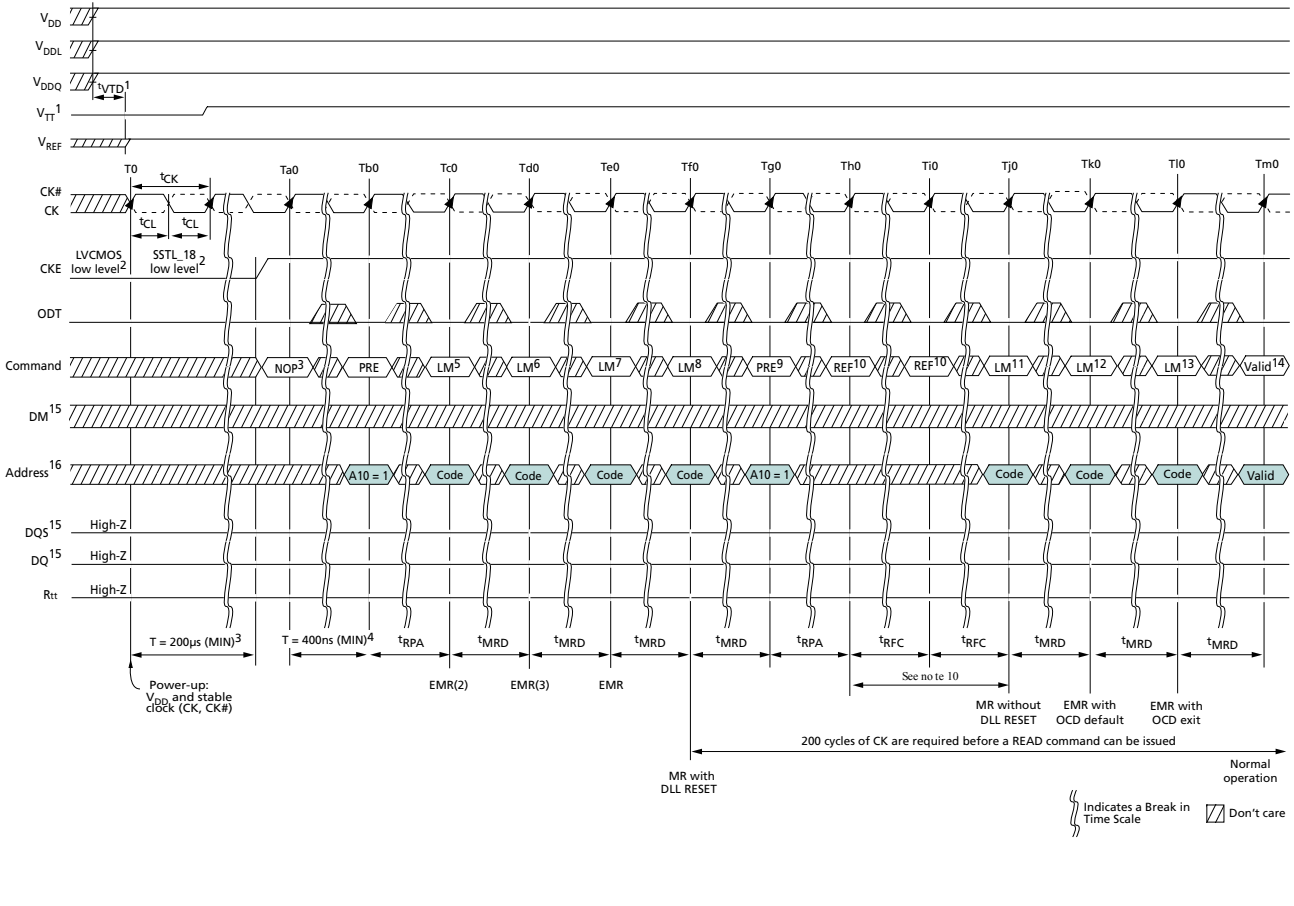 VDD
VDDL
VDDQ
tVTD1
VTT1
VREF
T0 Ta0 Tb0 Tc0 Td0 Te0 Tf0 Tg0 Th0 Ti0 Tj0 Tk0 Tl0 Tm0
tCK
CK#
CK
tCL tCL
LVCMOS low level2
SSTL_18 low level2
CKE
ODT
Command NOP3 PRE LM5 LM6 LM7 LM8 PRE9 REF10 REF10 LM11 LM12 LM13 Valid14
DM15
Address16 A10 = 1 Code Code Code Code A10 = 1 Code Code Code Valid
DQS15 High-Z
DQ15 High-Z
Rtt High-Z
T = 200µs (MIN)3 T = 400ns (MIN)4 tRPA tMRD tMRD tMRD tMRD tRPA tRFC tRFC tMRD tMRD tMRD
Power-up:
VDD and stable
clock (CK, CK#)
EMR(2) EMR(3) EMR
See note 10
MR without
DLL RESET
EMR with
OCD default
EMR with
OCD exit
200 cycles of CK are required before a READ command can be issued
MR with
DLL RESET
Normal
operation
Indicates a Break in
Time Scale
Don't care